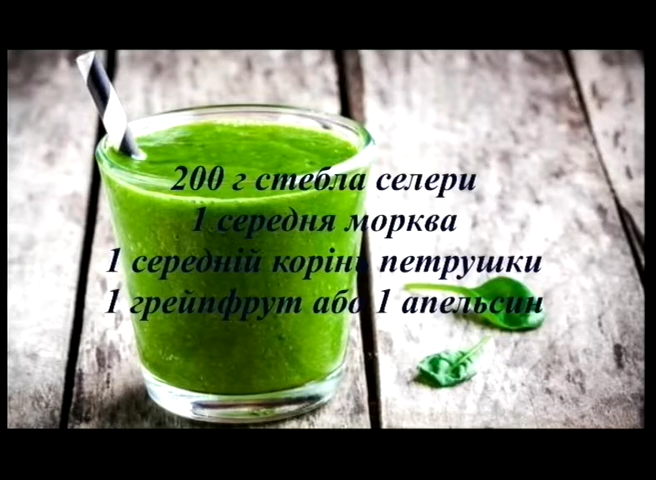 200 г стебла селери
1 середня морква
1 середній корінь петрушки
1 грейпфрут або 1 апельсин